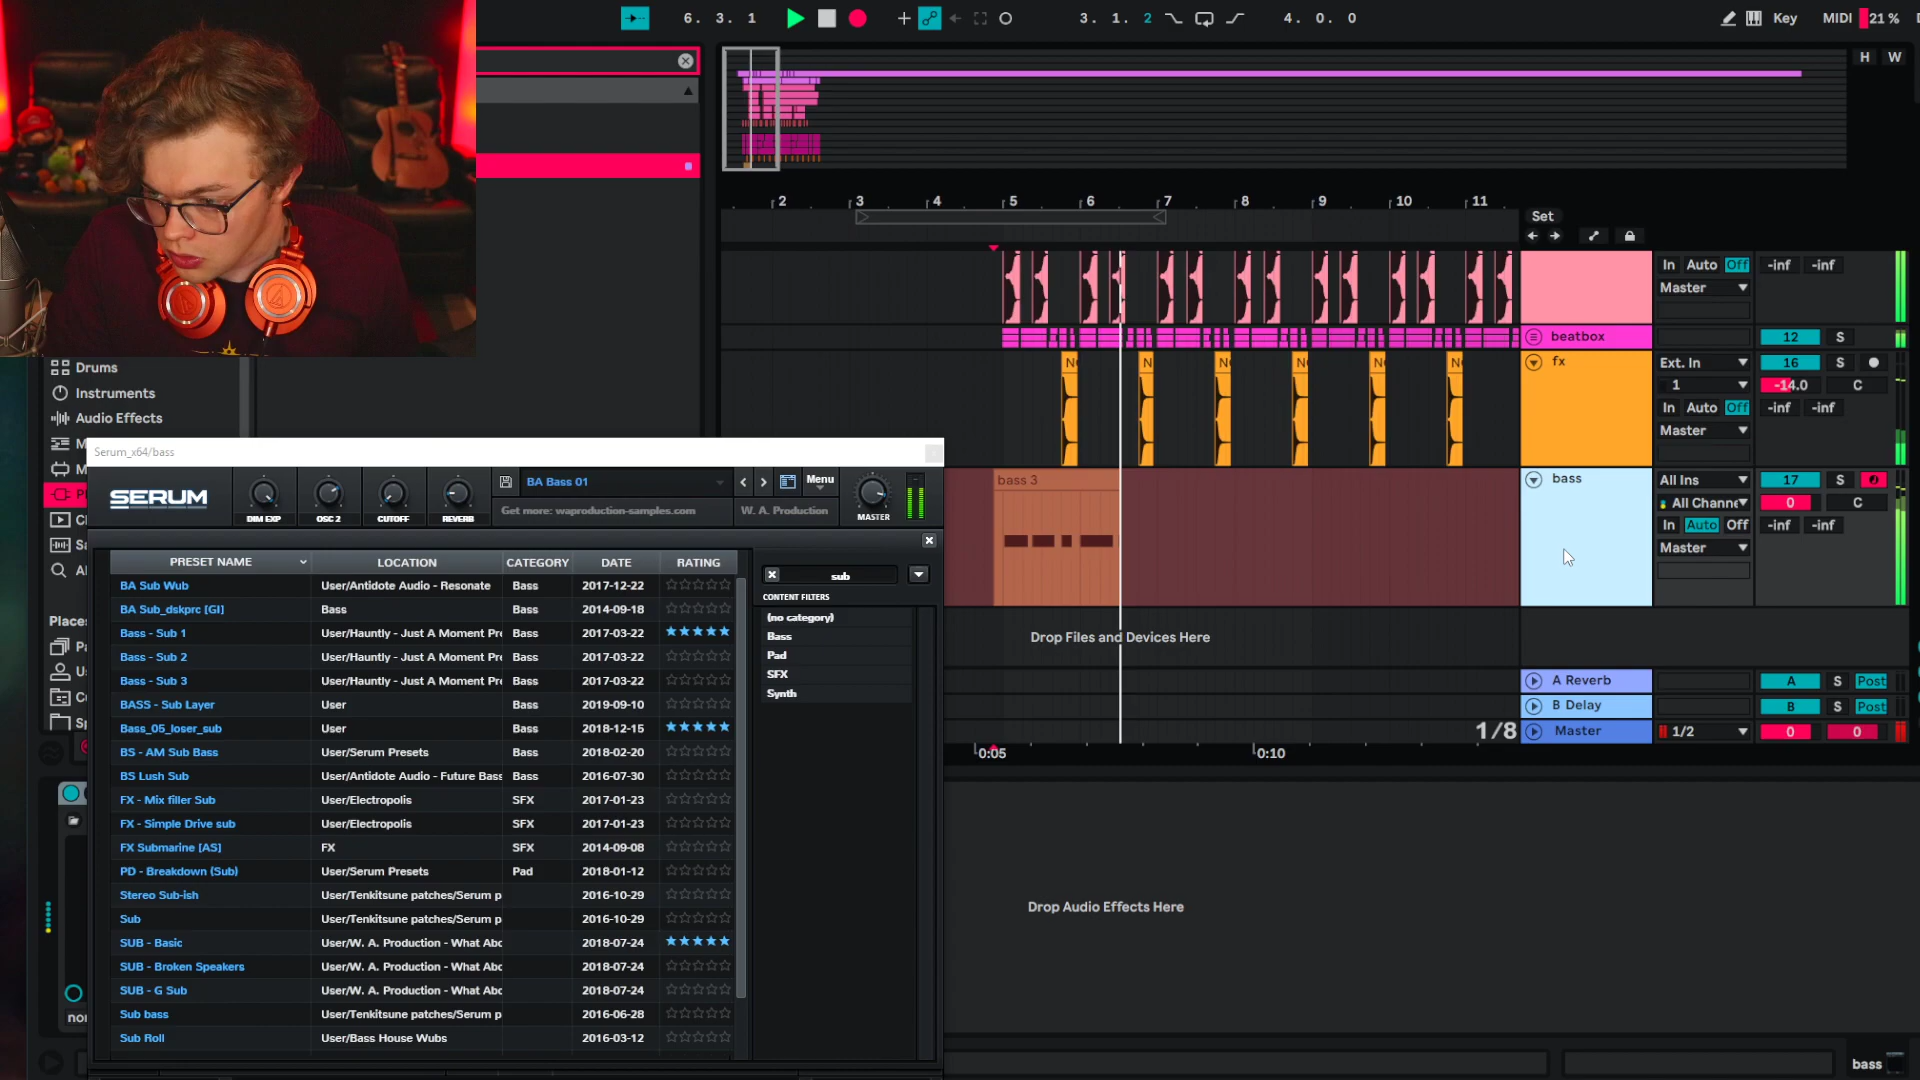 6. 3. 1
3. 1. 2
4. 0. 0
Key
MIDI
21 %
H W
2 3 4 5 6 7 8 9 10 11
Set
In Auto Off -inf -inf
Master
beatbox
12 S
fx
Ext. In
16 S
1
-14.0 C
In Auto Off -inf -inf
Master
bass 3
bass
All Ins
17 S
All Channe
0 C
In Auto Off -inf -inf
Master
Drop Files and Devices Here
A Reverb
A S Post
B Delay
B S Post
1/8
Master
1/2
0 0
0:05 0:10
Drop Audio Effects Here
bass
Drums
Instruments
Audio Effects
Places
Serum_x64/bass
SERUM
DIM EXP OSC 2 CUTOFF REVERB
BA Bass 01
Get more: waproduction-samples.com
Menu
W. A. Production
MASTER
PRESET NAME LOCATION CATEGORY DATE RATING
BA Sub Wub User/Antidote Audio - Resonate Bass 2017-12-22
BA Sub_dskprc [GI] Bass Bass 2014-09-18
Bass - Sub 1 User/Hauntly - Just A Moment Pr Bass 2017-03-22
Bass - Sub 2 User/Hauntly - Just A Moment Pr Bass 2017-03-22
Bass - Sub 3 User/Hauntly - Just A Moment Pr Bass 2017-03-22
BASS - Sub Layer User Bass 2019-09-10
Bass_05_loser_sub User Bass 2018-12-15
BS - AM Sub Bass User/Serum Presets Bass 2018-02-20
BS Lush Sub User/Antidote Audio - Future Bass Bass 2016-07-30
FX - Mix filler Sub User/Electropolis SFX 2017-01-23
FX - Simple Drive sub User/Electropolis SFX 2017-01-23
FX Submarine [AS] FX SFX 2014-09-08
PD - Breakdown (Sub) User/Serum Presets Pad 2018-01-12
Stereo Sub-ish User/Tenkitsune patches/Serum p 2016-10-29
Sub User/Tenkitsune patches/Serum p 2016-10-29
SUB - Basic User/W. A. Production - What Abo 2018-07-24
SUB - Broken Speakers User/W. A. Production - What Abo 2018-07-24
SUB - G Sub User/W. A. Production - What Abo 2018-07-24
Sub bass User/Tenkitsune patches/Serum p 2016-06-28
Sub Roll User/Bass House Wubs 2016-03-12
sub
CONTENT FILTERS
(no category)
Bass
Pad
SFX
Synth